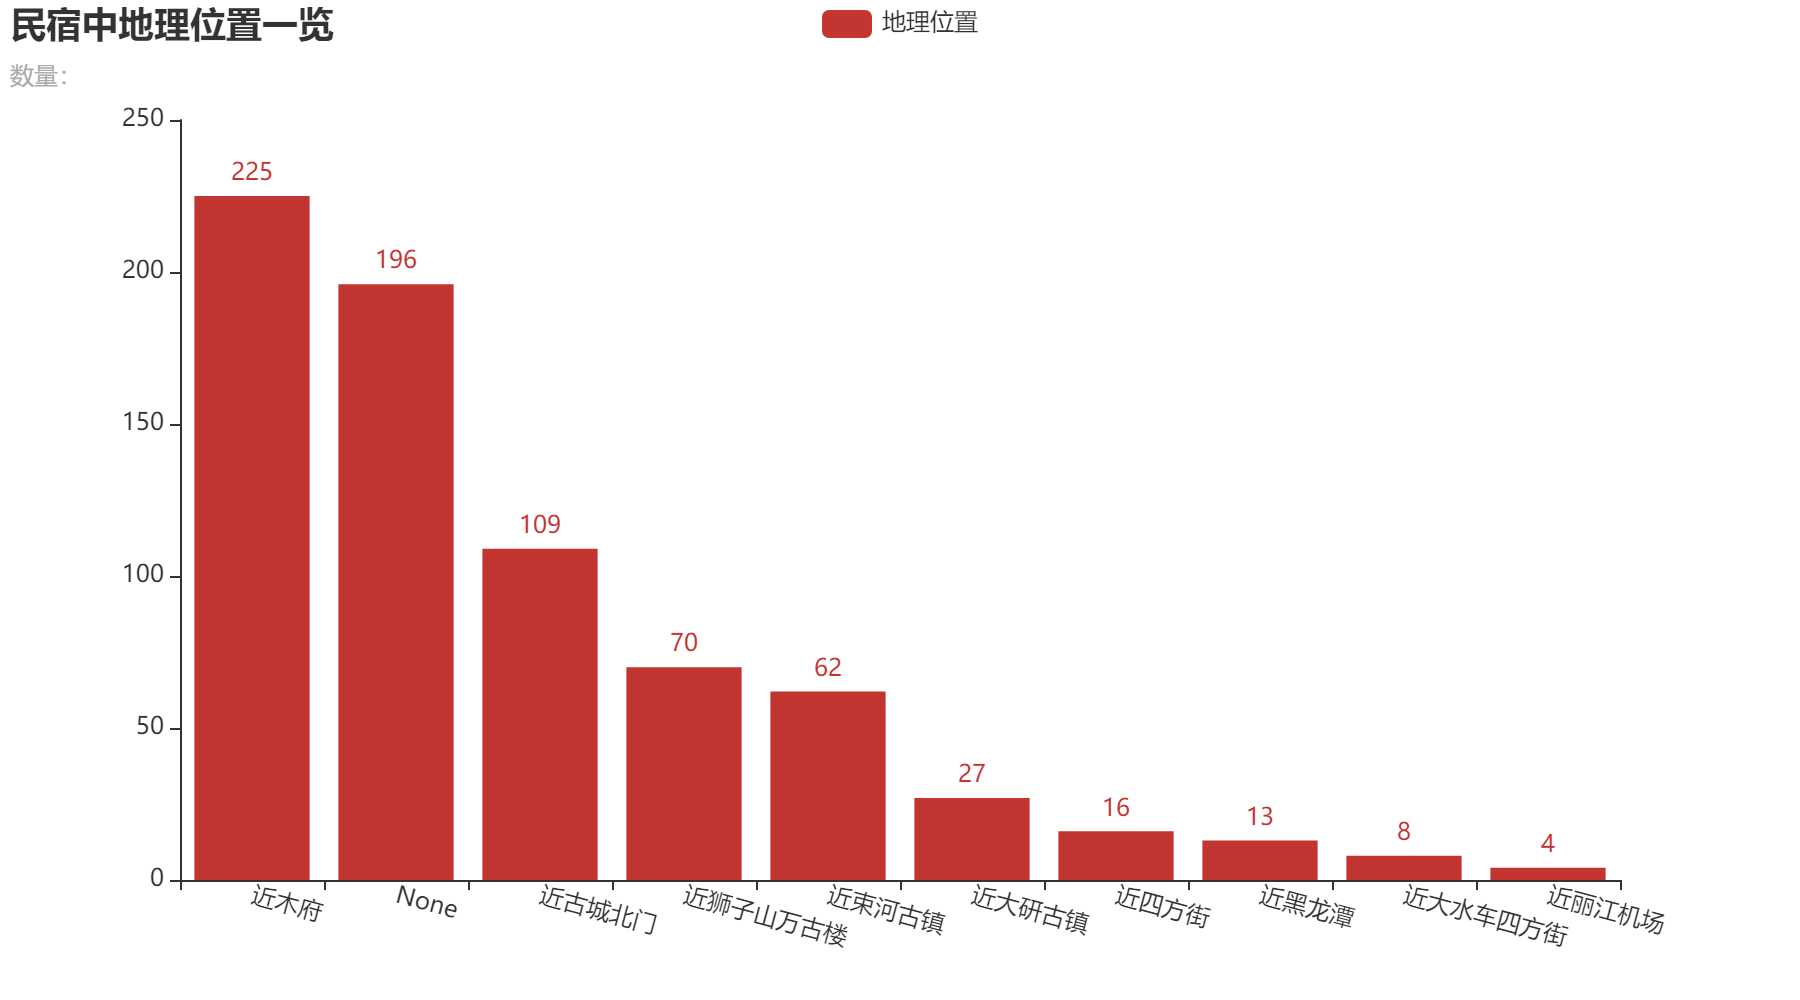 民宿中地理位置一览
地理位置
数量：
250
200
150
100
50
0
225
196
109
70
62
27
16
13
8
4
近木府
None
近古城北门
近狮子山万古楼
近束河古镇
近大研古镇
近四方街
近黑龙潭
近大水车四方街
近丽江机场